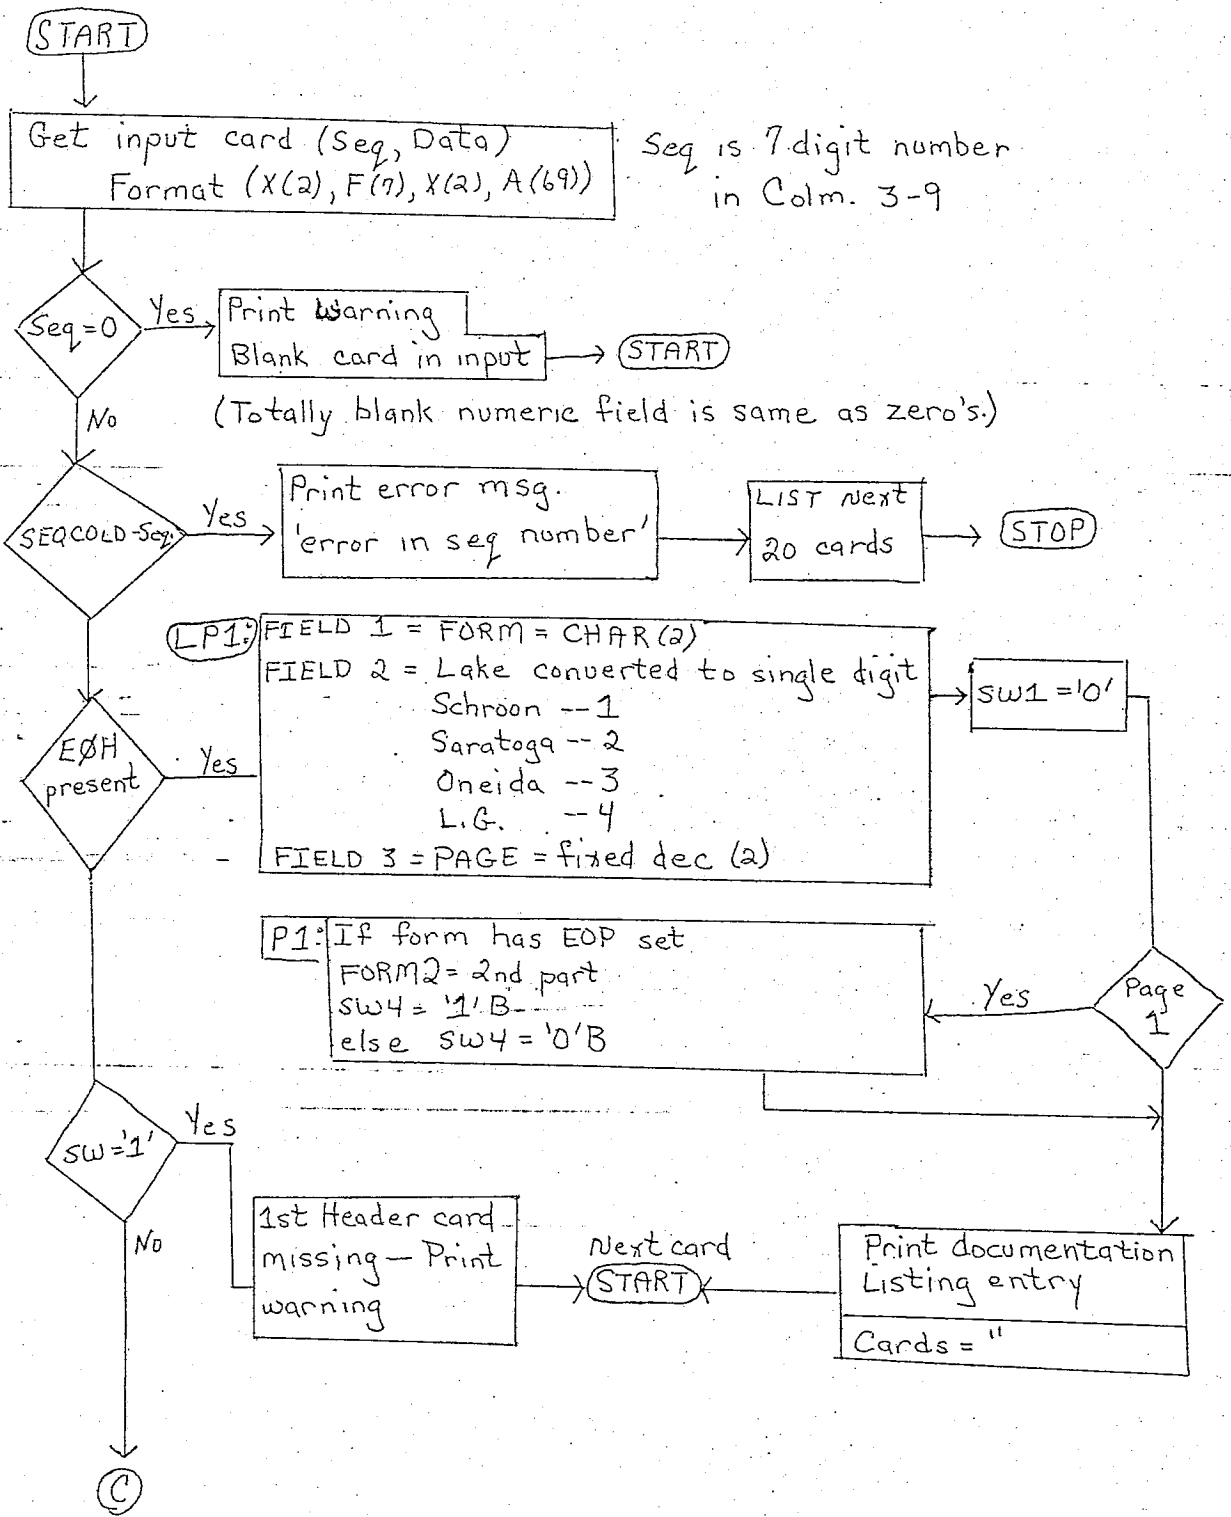 START
Get input card (Seq, Data)
Format (X(2), F(7), X(2), A(69))
Seq is 7 digit number
in Colm. 3-9
Seq=0
Yes
Print Warning
Blank card in input
START
No
(Totally blank numeric field is same as zero's.)
SEQCOLD-Seq.
Yes
Print error msg.
'error in seq number'
LIST Next
20 cards
STOP
LP1:
FIELD 1 = FORM = CHAR(2)
FIELD 2 = Lake converted to single digit
Schroon -- 1
Saratoga -- 2
Oneida -- 3
L.G. -- 4
FIELD 3 = PAGE = fixed dec (2)
SW1 ='0'
EØH
present
Yes
P1: If form has EOP set
FORM2 = 2nd part
SW4 = '1'B
else SW4 = '0'B
Yes
Page
1
SW='1'
Yes
No
1st Header card
missing — Print
warning
Next card
START
Print documentation
Listing entry
Cards = ''
C